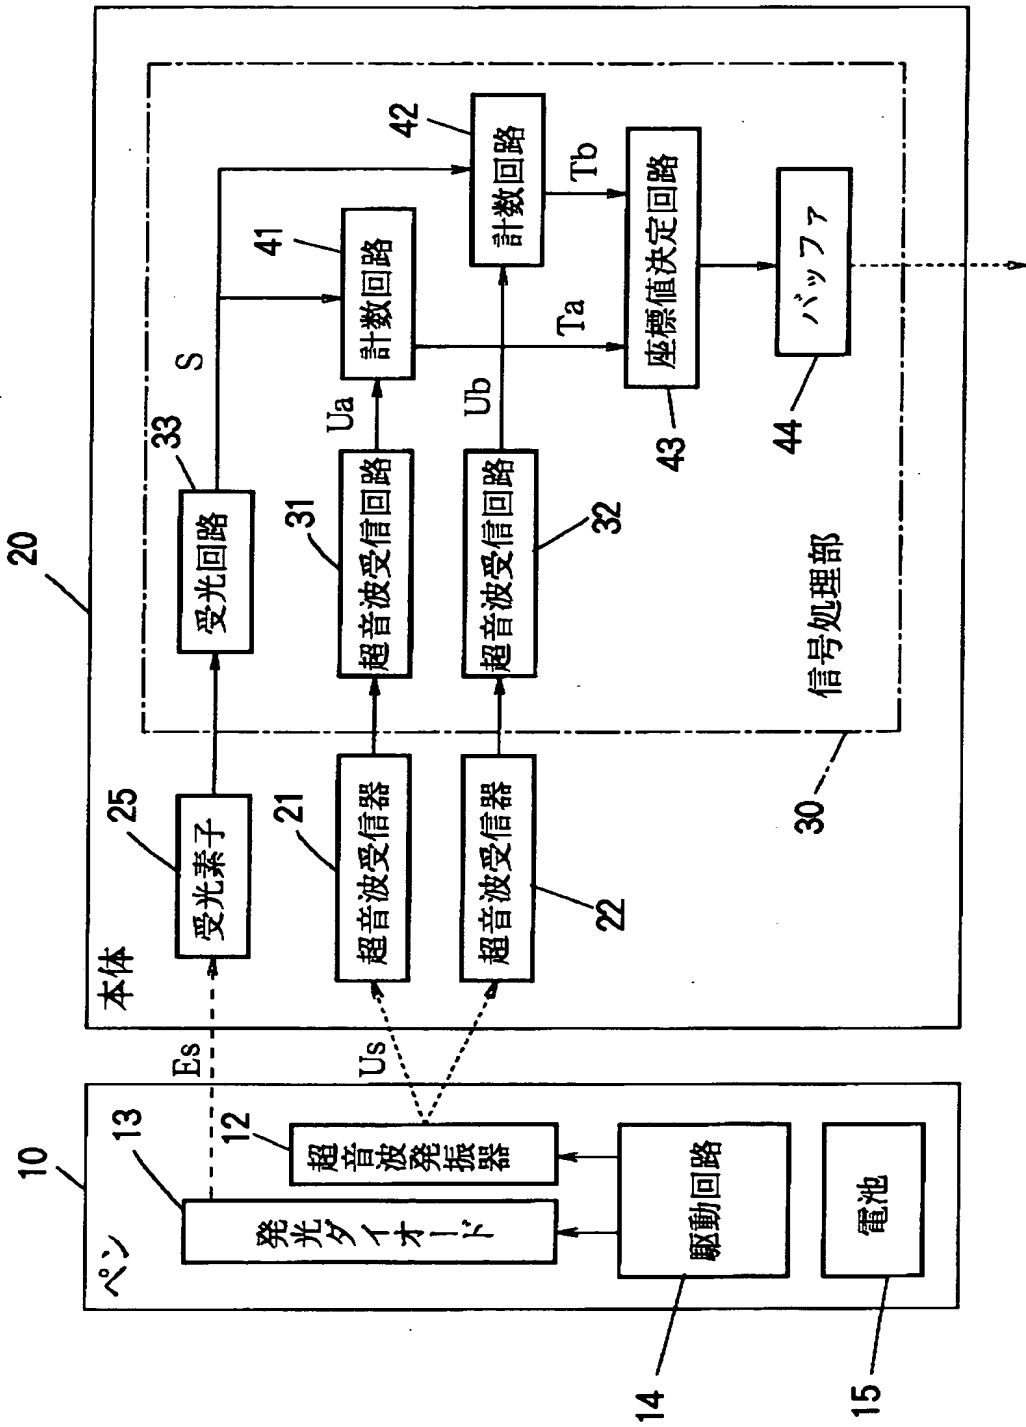 10
ペン
13
発光ダイオード
12
超音波発振器
14
駆動回路
15
電池
Es
Us
20
本体
25
受光素子
21
超音波受信器
22
超音波受信器
33
受光回路
31
超音波受信回路
32
超音波受信回路
30
信号処理部
S
Ua
Ub
41
計数回路
42
計数回路
Ta
Tb
43
座標値決定回路
44
バッファ